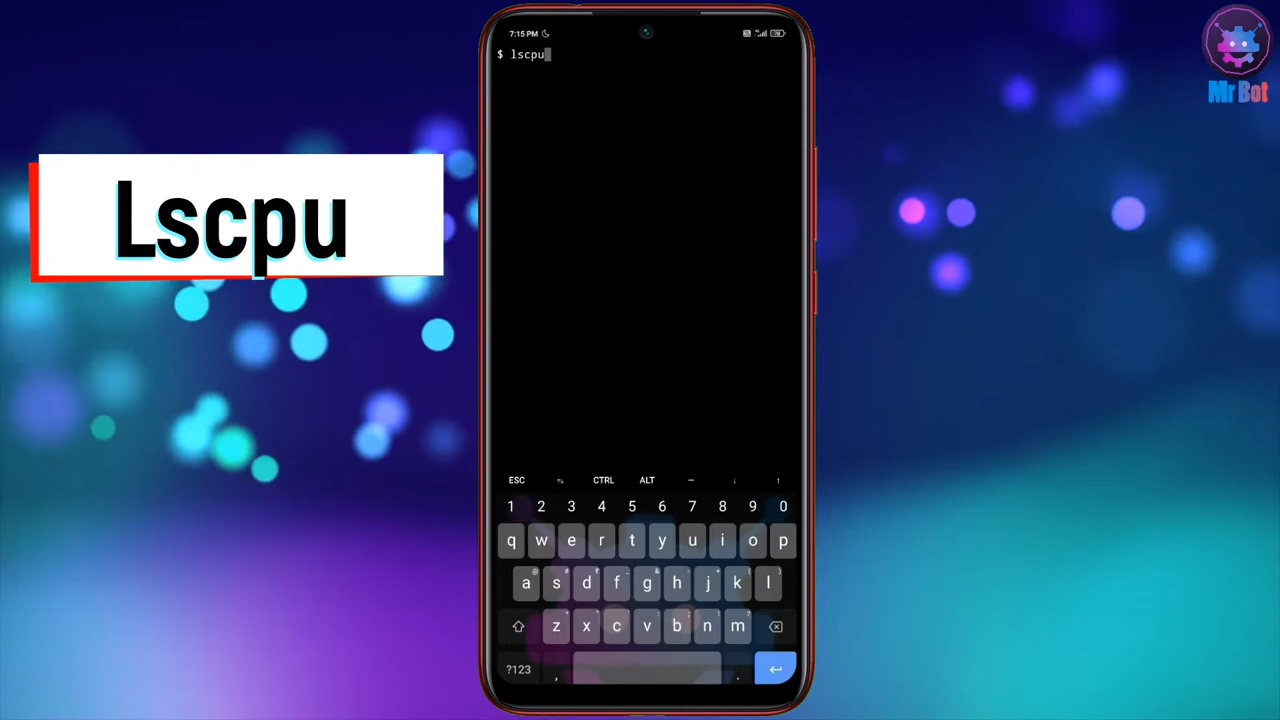 7:15 PM
78
$ lscpu
Mr Bot
Lscpu
ESC CTRL ALT
1 2 3 4 5 6 7 8 9 0
q w e r t y u i o p
a s d f g h j k l
z x c v b n m
?123 , .